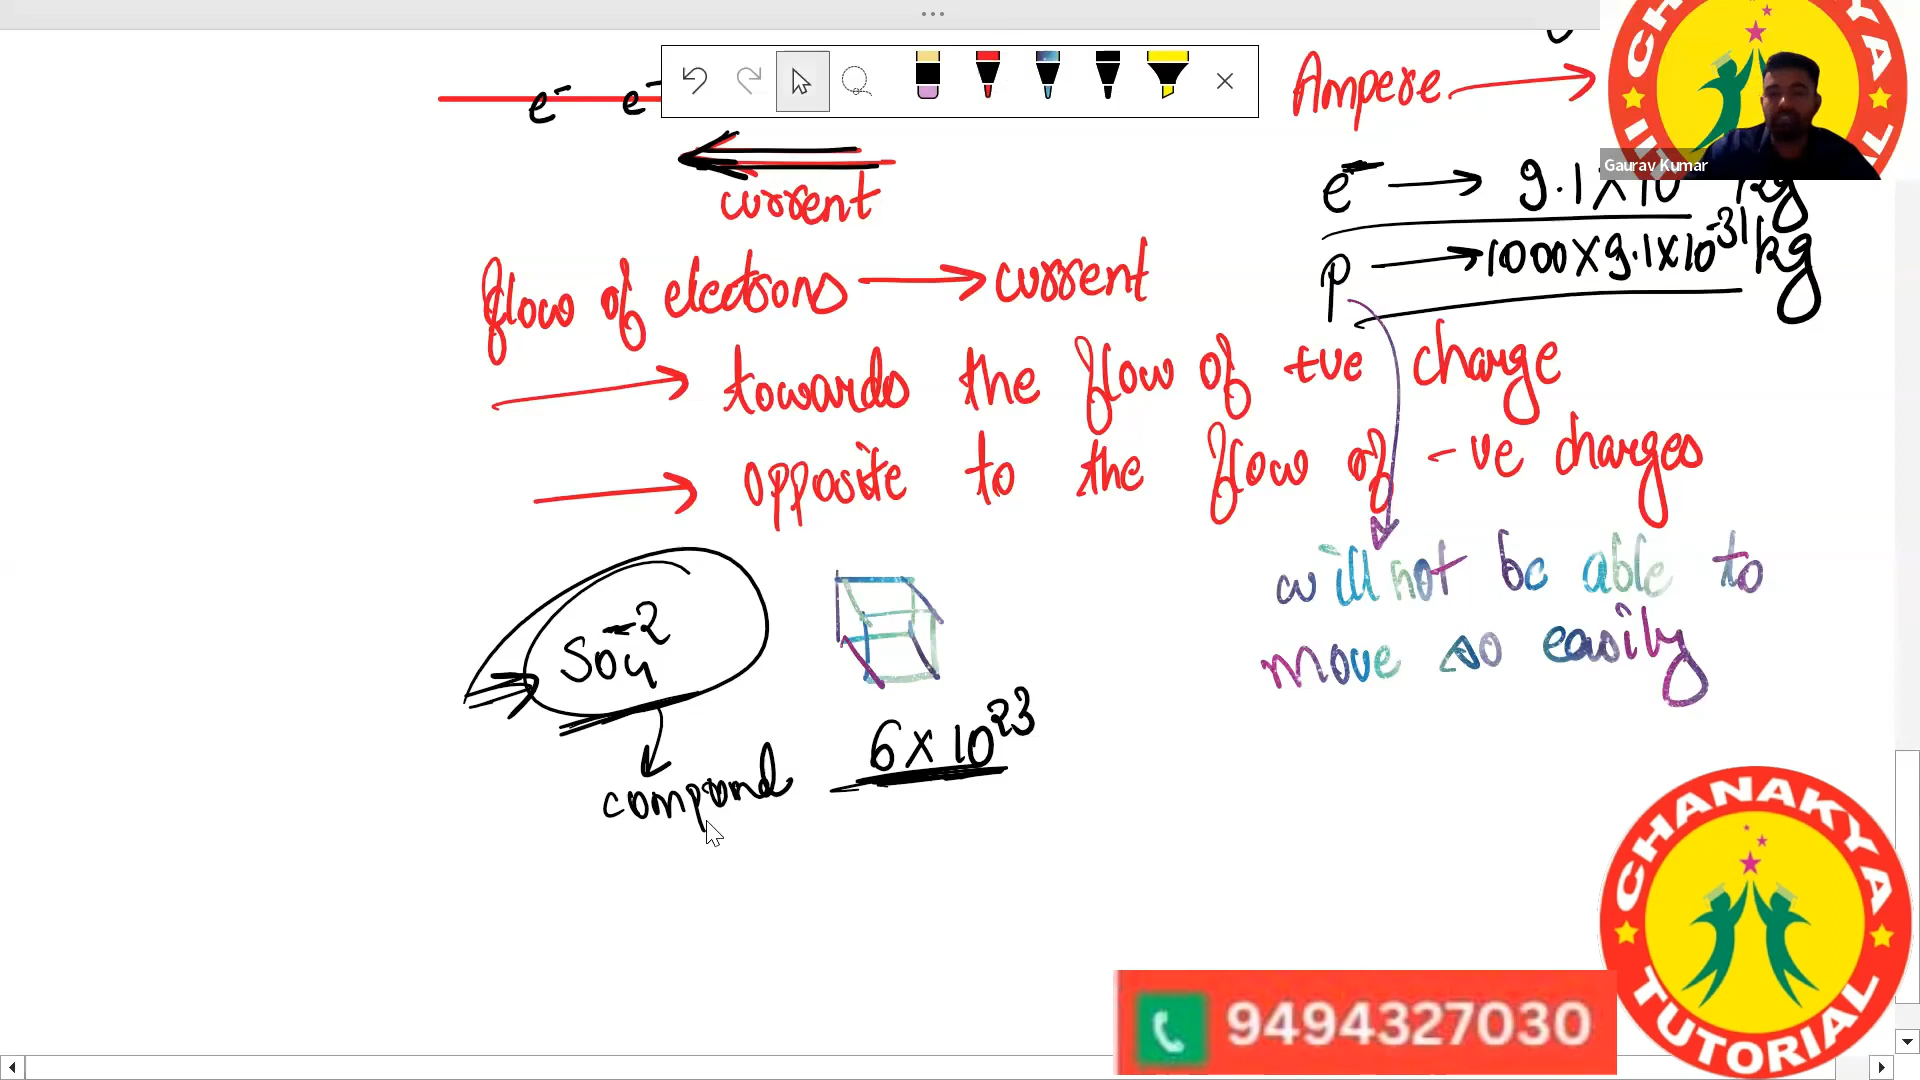 e⁻ e⁻
Ampere
Gaurav Kumar
current
e⁻ → 9.1 X 10 kg
p → 1000 X 9.1 X 10⁻³¹ kg
flow of electrons → current
→ towards the flow of +ve charge
→ opposite to the flow of -ve charges
will not be able to
move so easily
SO₄⁻²
compound
6 X 10²³
CHANAKYA
TUTORIAL
9494327030